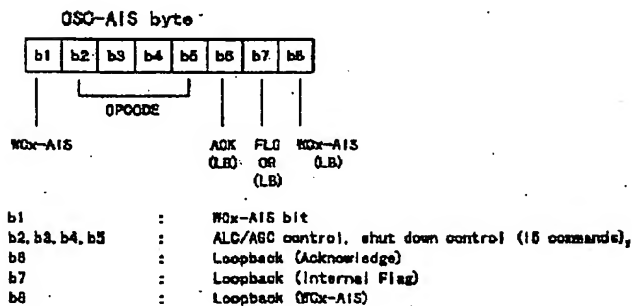 OSC-AIS byte
b1 b2 b3 b4 b5 b6 b7 b8
OPCODE
WCx-AIS ACK FLG WCx-AIS
(LB) OR (LB)
(LB)
b1 : WCx-AIS bit
b2, b3, b4, b5 : ALC/AGC control, shut down control (15 commands),
b6 : Loopback (Acknowledge)
b7 : Loopback (Internal Flag)
b8 : Loopback (WCx-AIS)